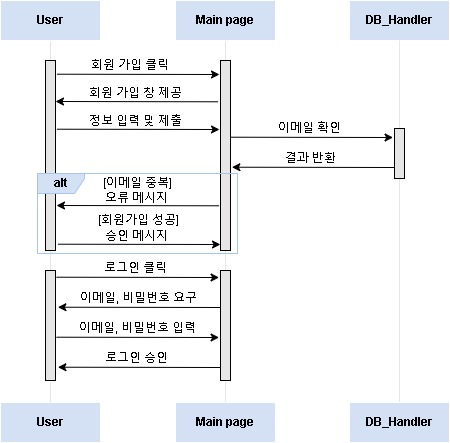 User
Main page
DB_Handler
회원 가입 클릭
회원 가입 창 제공
정보 입력 및 제출
이메일 확인
결과 반환
alt
[이메일 중복]
오류 메시지
[회원가입 성공]
승인 메시지
로그인 클릭
이메일, 비밀번호 요구
이메일, 비밀번호 입력
로그인 승인
User
Main page
DB_Handler